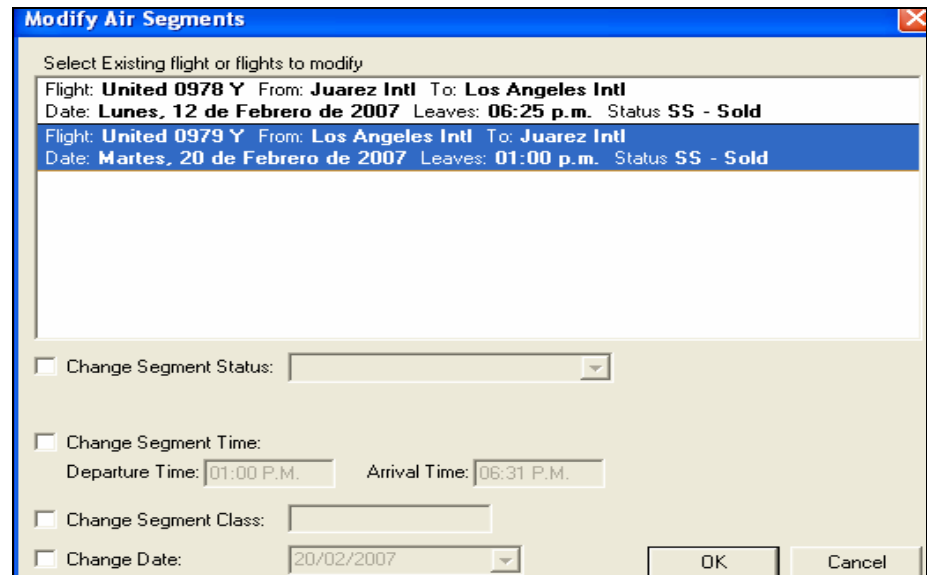 Modify Air Segments
Select Existing flight or flights to modify
Flight: United 0978 Y From: Juarez Intl To: Los Angeles Intl
Date: Lunes, 12 de Febrero de 2007 Leaves: 06:25 p.m. Status SS - Sold
Flight: United 0979 Y From: Los Angeles Intl To: Juarez Intl
Date: Martes, 20 de Febrero de 2007 Leaves: 01:00 p.m. Status SS - Sold
Change Segment Status:
Change Segment Time:
Departure Time: 01:00 P.M. Arrival Time: 06:31 P.M.
Change Segment Class:
Change Date: 20/02/2007 OK Cancel